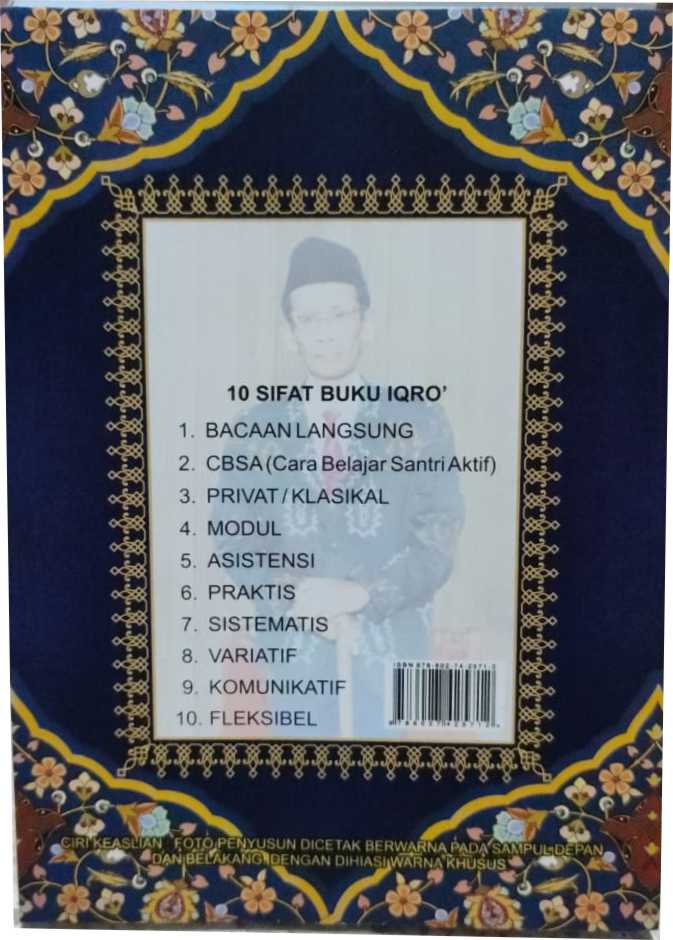 10 SIFAT BUKU IQRO'
1. BACAAN LANGSUNG
2. CBSA (Cara Belajar Santri Aktif)
3. PRIVAT / KLASIKAL
4. MODUL
5. ASISTENSI
6. PRAKTIS
7. SISTEMATIS
8. VARIATIF
9. KOMUNIKATIF
10. FLEKSIBEL
CIRI KEASLIAN FOTO PENYUSUN DICETAK BERWARNA PADA SAMPUL DEPAN
DAN BELAKANG, DENGAN DIHIASI WARNA KHUSUS